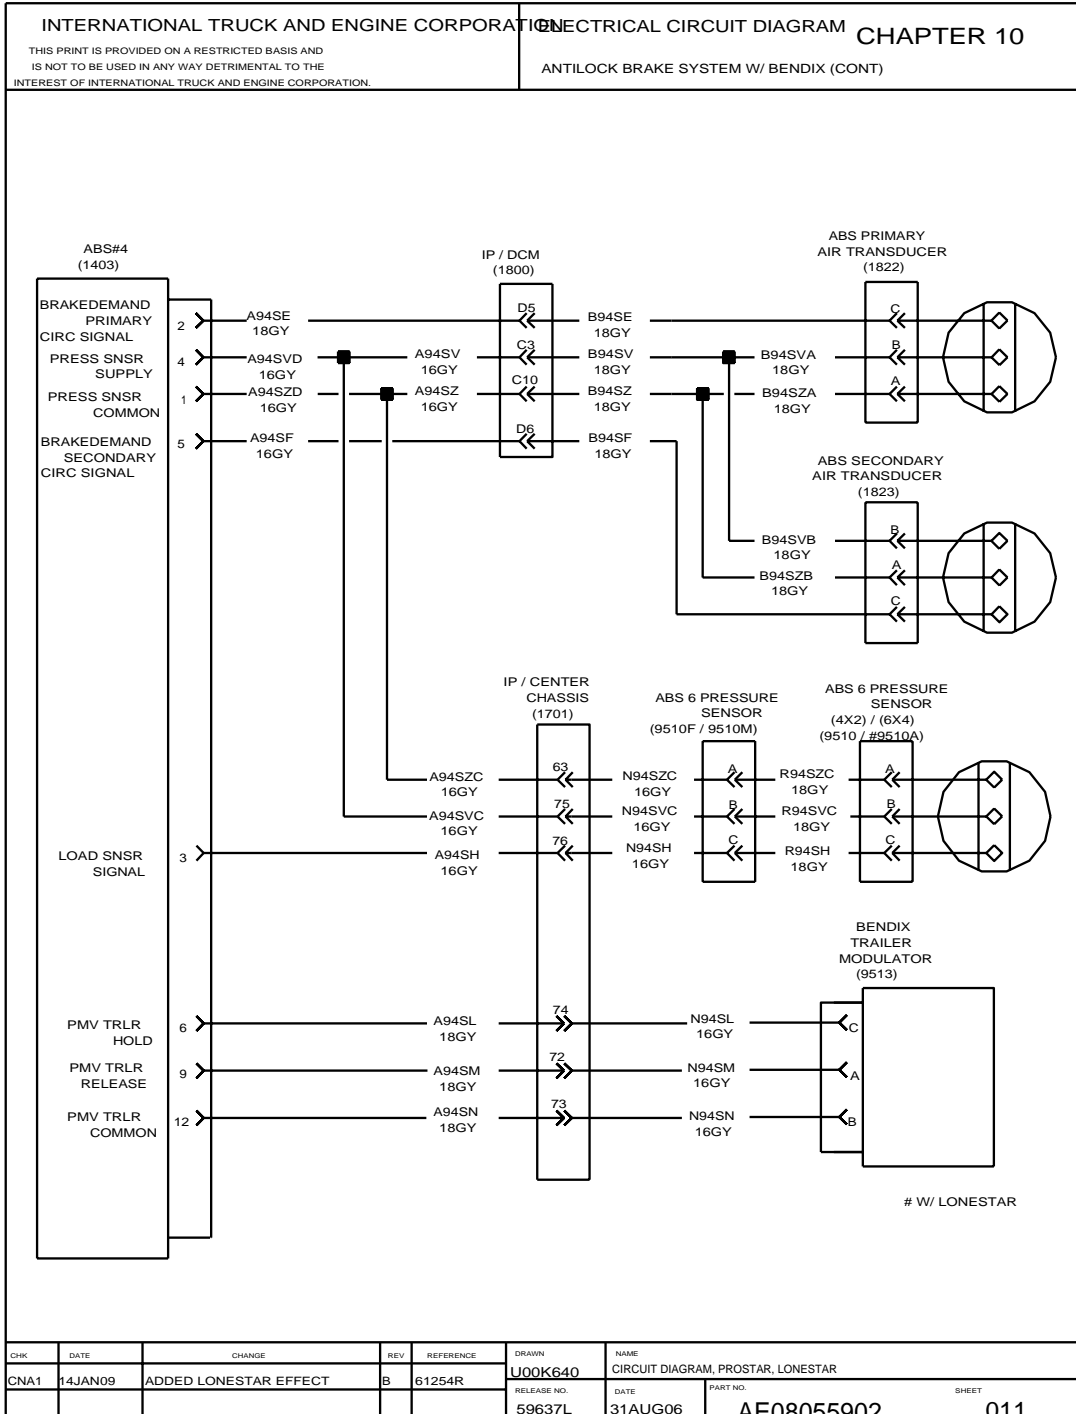 INTERNATIONAL TRUCK AND ENGINE CORPORATION
THIS PRINT IS PROVIDED ON A RESTRICTED BASIS AND
IS NOT TO BE USED IN ANY WAY DETRIMENTAL TO THE
INTEREST OF INTERNATIONAL TRUCK AND ENGINE CORPORATION.
ELECTRICAL CIRCUIT DIAGRAM
CHAPTER 10
ANTILOCK BRAKE SYSTEM W/ BENDIX (CONT)
ABS#4
(1403)
IP / DCM
(1800)
ABS PRIMARY
AIR TRANSDUCER
(1822)
BRAKEDEMAND
PRIMARY
CIRC SIGNAL
2
A94SE
18GY
D5
B94SE
18GY
C
PRESS SNSR
SUPPLY
4
A94SVD
16GY
A94SV
16GY
C3
B94SV
18GY
B94SVA
18GY
B
PRESS SNSR
COMMON
1
A94SZD
16GY
A94SZ
16GY
C10
B94SZ
18GY
B94SZA
18GY
A
BRAKEDEMAND
SECONDARY
CIRC SIGNAL
5
A94SF
16GY
D6
B94SF
18GY
ABS SECONDARY
AIR TRANSDUCER
(1823)
B94SVB
18GY
B
B94SZB
18GY
A
C
IP / CENTER
CHASSIS
(1701)
ABS 6 PRESSURE
SENSOR
(9510F / 9510M)
ABS 6 PRESSURE
SENSOR
(4X2) / (6X4)
(9510 / #9510A)
A94SZC
16GY
63
N94SZC
16GY
A
R94SZC
18GY
A
A94SVC
16GY
75
N94SVC
16GY
B
R94SVC
18GY
B
LOAD SNSR
SIGNAL
3
A94SH
16GY
76
N94SH
16GY
C
R94SH
18GY
C
BENDIX
TRAILER
MODULATOR
(9513)
PMV TRLR
HOLD
6
A94SL
18GY
74
N94SL
16GY
C
PMV TRLR
RELEASE
9
A94SM
18GY
72
N94SM
16GY
A
PMV TRLR
COMMON
12
A94SN
18GY
73
N94SN
16GY
B
# W/ LONESTAR
CHK DATE CHANGE REV REFERENCE
CNA1 14JAN09 ADDED LONESTAR EFFECT B 61254R
DRAWN
U00K640
NAME
CIRCUIT DIAGRAM, PROSTAR, LONESTAR
RELEASE NO.
59637L
DATE
31AUG06
PART NO.
AE08055902
SHEET
011